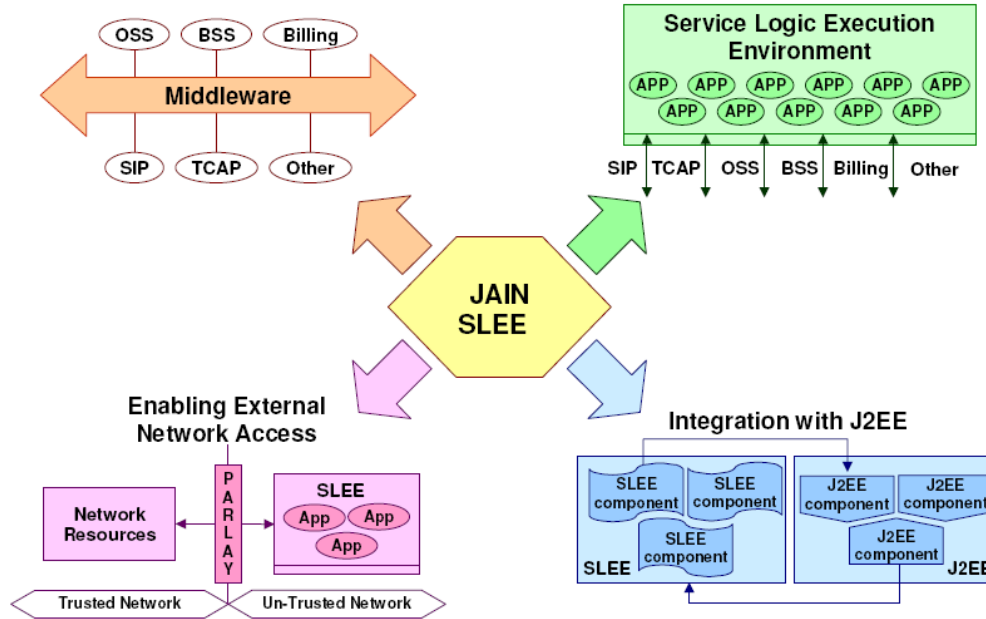 OSS BSS Billing
Middleware
SIP TCAP Other
Service Logic Execution
Environment
APP APP APP APP APP APP
APP APP APP APP APP
SIP TCAP OSS BSS Billing Other
JAIN
SLEE
Enabling External
Network Access
PARLAY
Network
Resources
SLEE
App App
App
Trusted Network Un-Trusted Network
Integration with J2EE
SLEE
component
SLEE
component
SLEE
component
SLEE
J2EE
component
J2EE
component
J2EE
component
J2EE